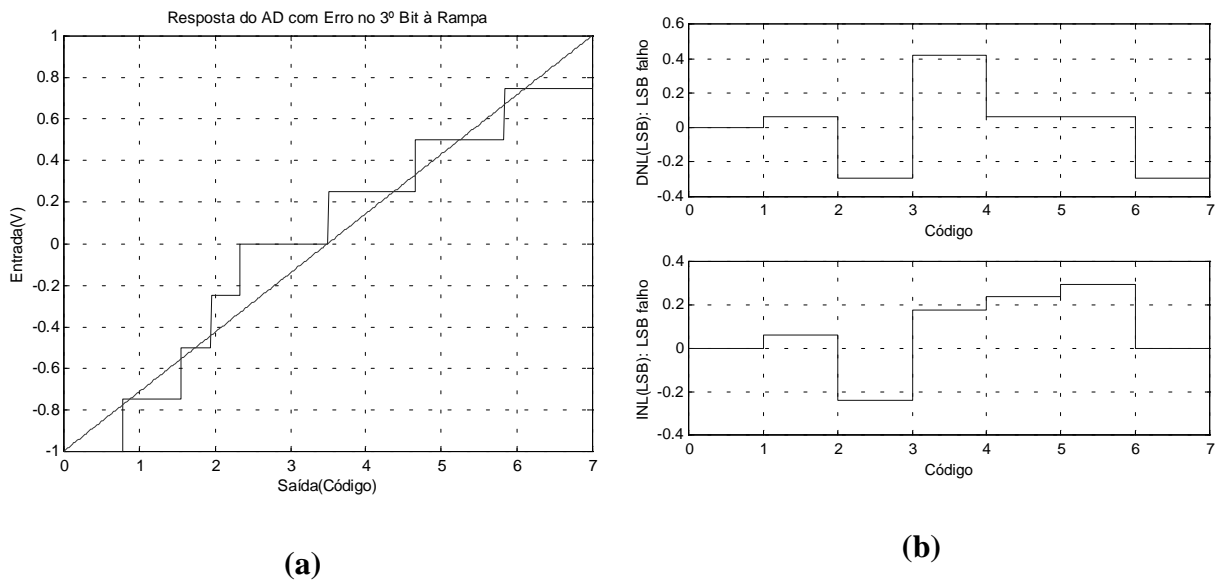 Resposta do AD com Erro no 3º Bit à Rampa
Entrada(V)
1
0.8
0.6
0.4
0.2
0
-0.2
-0.4
-0.6
-0.8
-1
0 1 2 3 4 5 6 7
Saída(Código)
(a)
DNL(LSB): LSB falho
0.6
0.4
0.2
0
-0.2
-0.4
0 1 2 3 4 5 6 7
Código
INL(LSB): LSB falho
0.4
0.2
0
-0.2
-0.4
0 1 2 3 4 5 6 7
Código
(b)